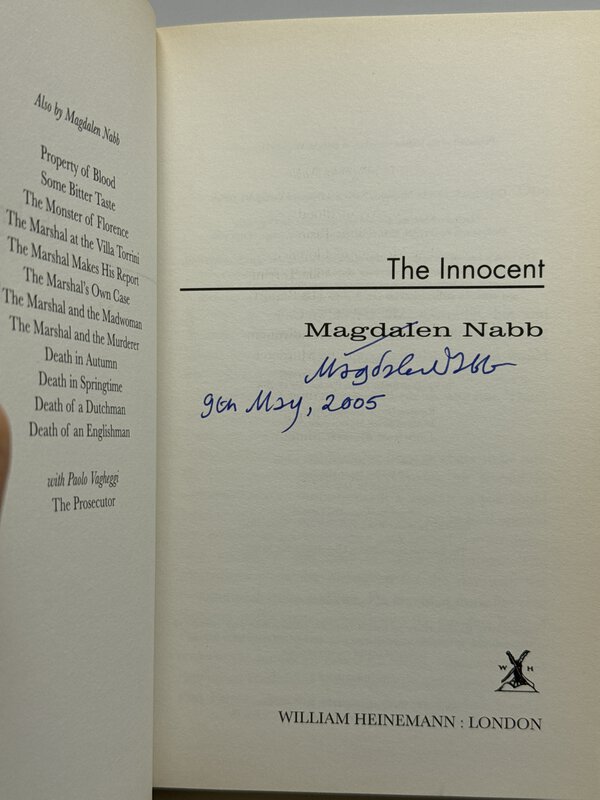 Also by Magdalen Nabb
Property of Blood
Some Bitter Taste
The Monster of Florence
The Marshal at the Villa Torrini
The Marshal Makes His Report
The Marshal's Own Case
The Marshal and the Madwoman
The Marshal and the Murderer
Death in Autumn
Death in Springtime
Death of a Dutchman
Death of an Englishman
with Paolo Vagheggi
The Prosecutor
The Innocent
Magdalen Nabb
Magdalen Nabb
9th May, 2005
W H
WILLIAM HEINEMANN : LONDON